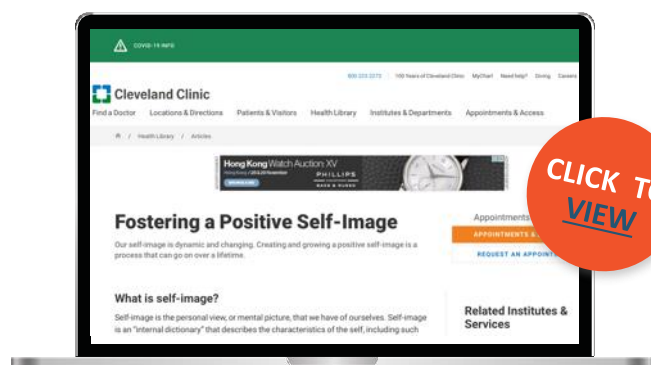 COVID-19 INFO
800.223.2273 | 100 Years of Cleveland Clinic MyChart Need Help? Giving Careers
Cleveland Clinic
Find a Doctor Locations & Directions Patients & Visitors Health Library Institutes & Departments Appointments & Access
/ Health Library / Articles
Hong Kong Watch Auction: XV
PHILLIPS
CLICK TO
VIEW
Fostering a Positive Self-Image
Our self-image is dynamic and changing. Creating and growing a positive self-image is a
process that can go on over a lifetime.
Appointments
APPOINTMENTS &
REQUEST AN APPOINT
What is self-image?
Self-image is the personal view, or mental picture, that we have of ourselves. Self-image
is an "internal dictionary" that describes the characteristics of the self, including such
Related Institutes &
Services